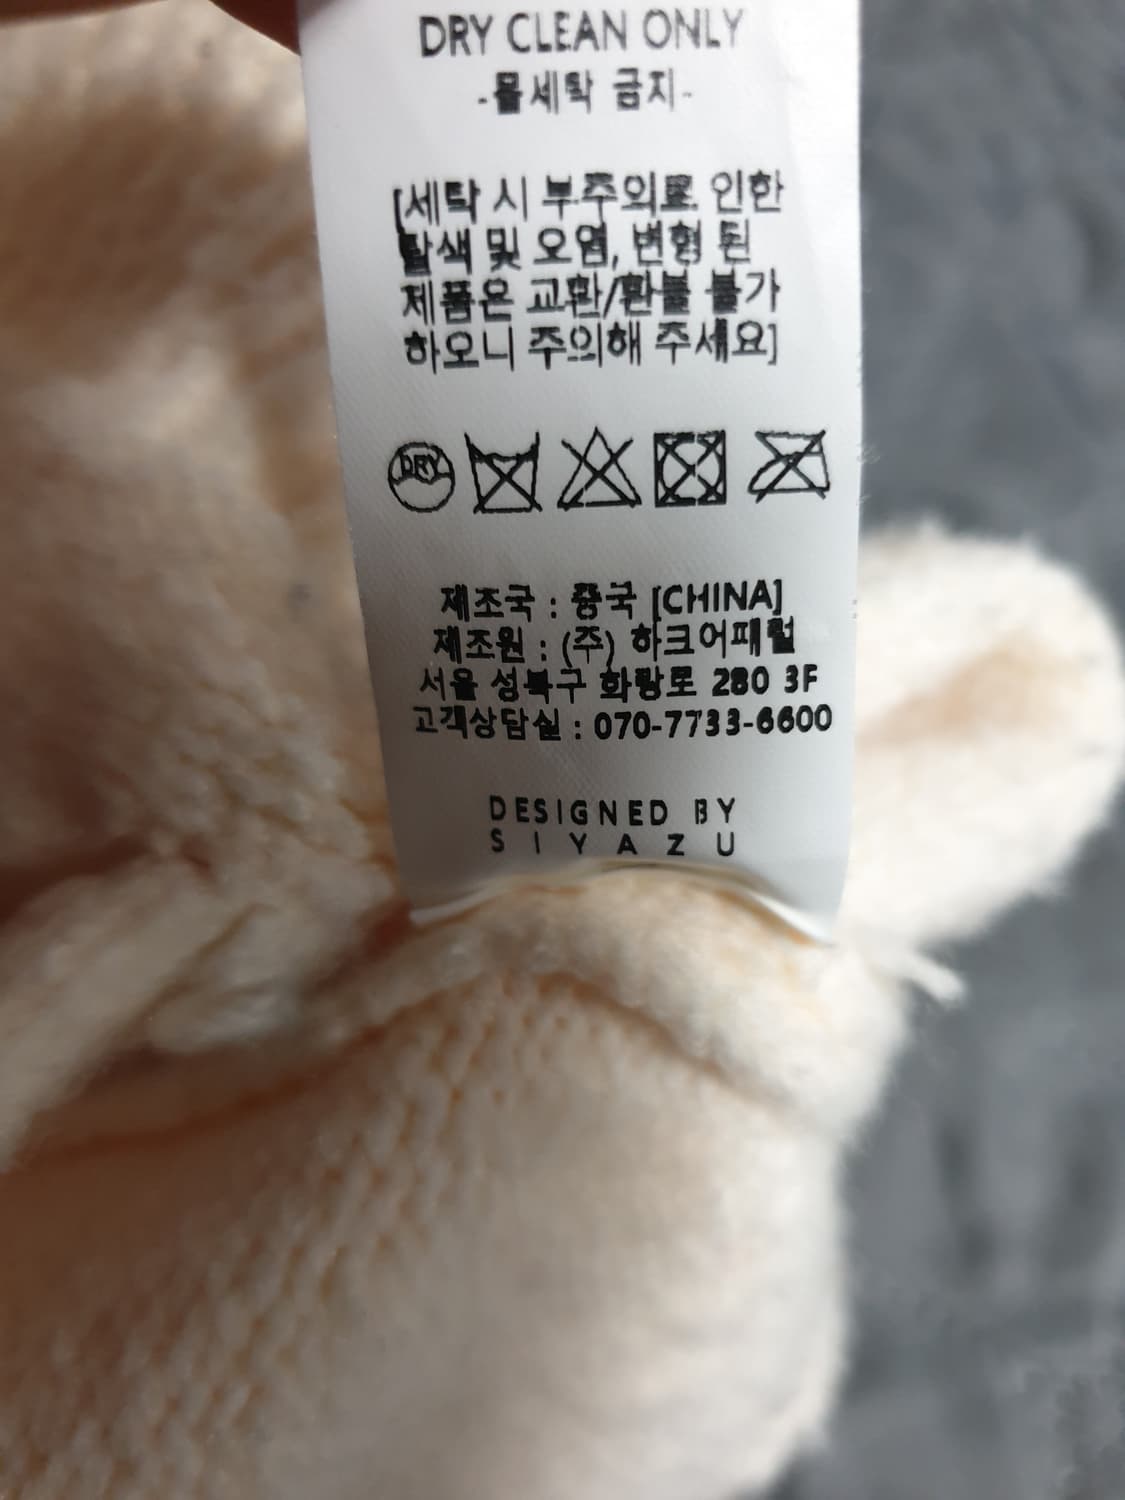 DRY CLEAN ONLY
-물세탁 금지-
[세탁 시 부주의로 인한
탈색 및 오염, 변형 된
제품은 교환/환불 불가
하오니 주의해 주세요]
DRY
제조국 : 중국 [CHINA]
제조원 : (주) 하크어패럴
서울 성북구 화랑로 280 3F
고객상담실 : 070-7733-6600
DESIGNED BY
SIYAZU